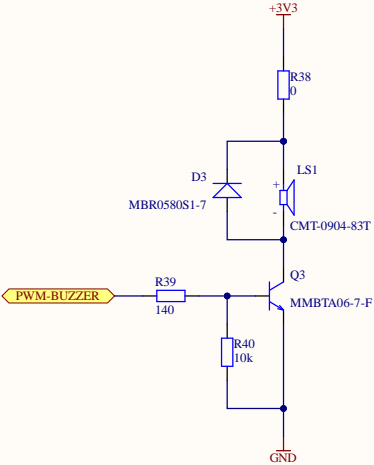 +3V3
R38
0
D3
LS1
+
MBR0580S1-7
-
CMT-0904-83T
Q3
R39
PWM-BUZZER
MMBTA06-7-F
140
R40
10k
GND